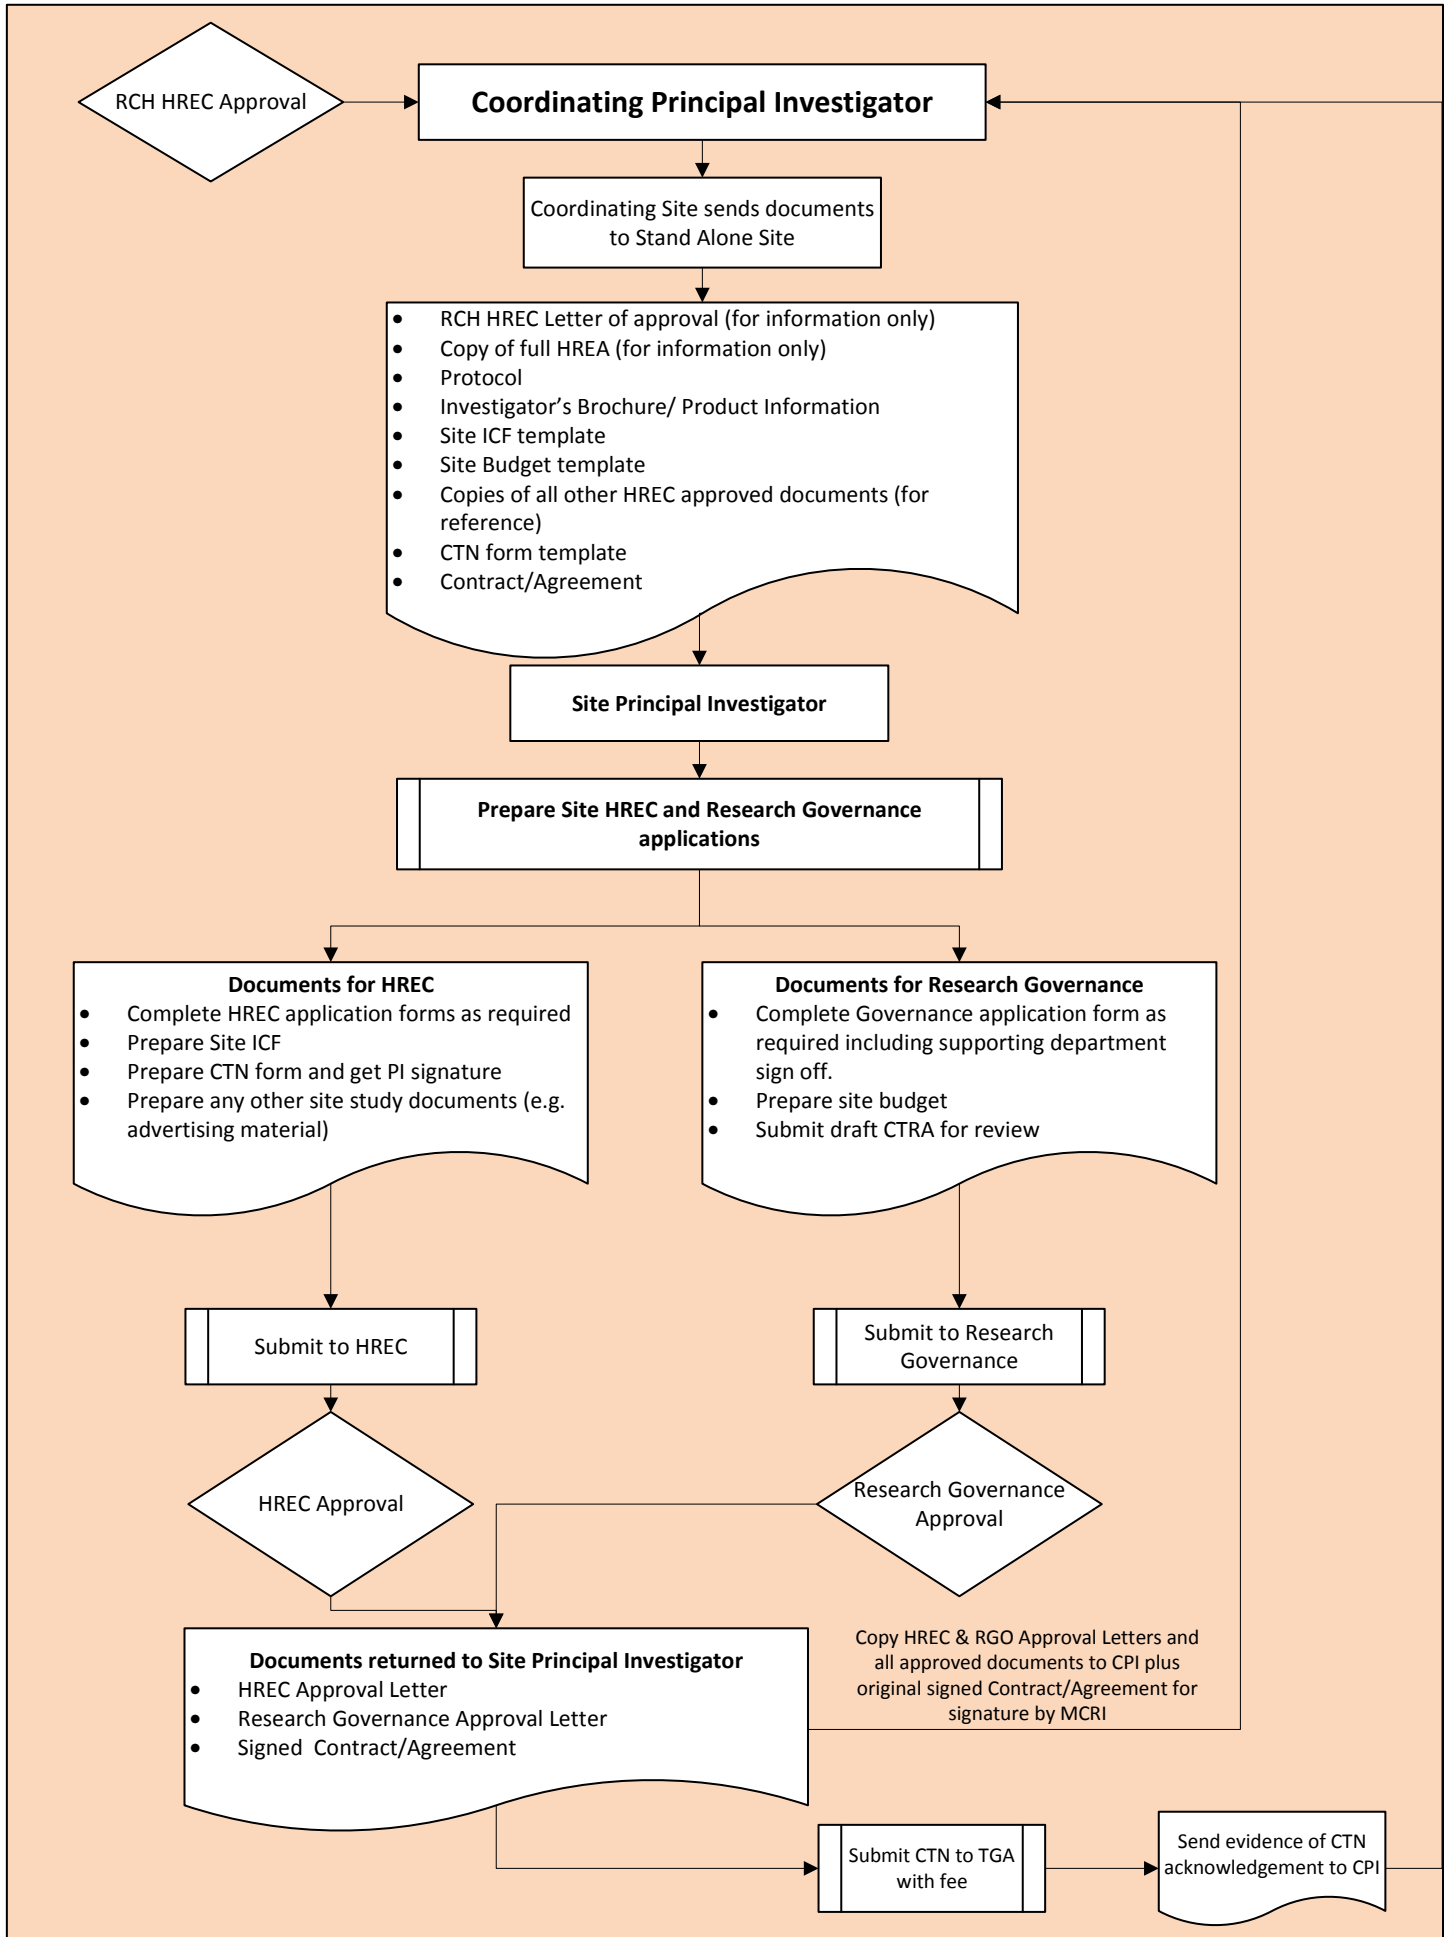 RCH HREC Approval
Coordinating Principal Investigator
Coordinating Site sends documents
to Stand Alone Site
• RCH HREC Letter of approval (for information only)
• Copy of full HREA (for information only)
• Protocol
• Investigator’s Brochure/ Product Information
• Site ICF template
• Site Budget template
• Copies of all other HREC approved documents (for
reference)
• CTN form template
• Contract/Agreement
Site Principal Investigator
Prepare Site HREC and Research Governance
applications
Documents for HREC
• Complete HREC application forms as required
• Prepare Site ICF
• Prepare CTN form and get PI signature
• Prepare any other site study documents (e.g.
advertising material)
Documents for Research Governance
• Complete Governance application form as
required including supporting department
sign off.
• Prepare site budget
• Submit draft CTRA for review
Submit to HREC
Submit to Research
Governance
HREC Approval
Research Governance
Approval
Documents returned to Site Principal Investigator
• HREC Approval Letter
• Research Governance Approval Letter
• Signed  Contract/Agreement
Copy HREC & RGO Approval Letters and
all approved documents to CPI plus
original signed Contract/Agreement for
signature by MCRI
Submit CTN to TGA
with fee
Send evidence of CTN
acknowledgement to CPI